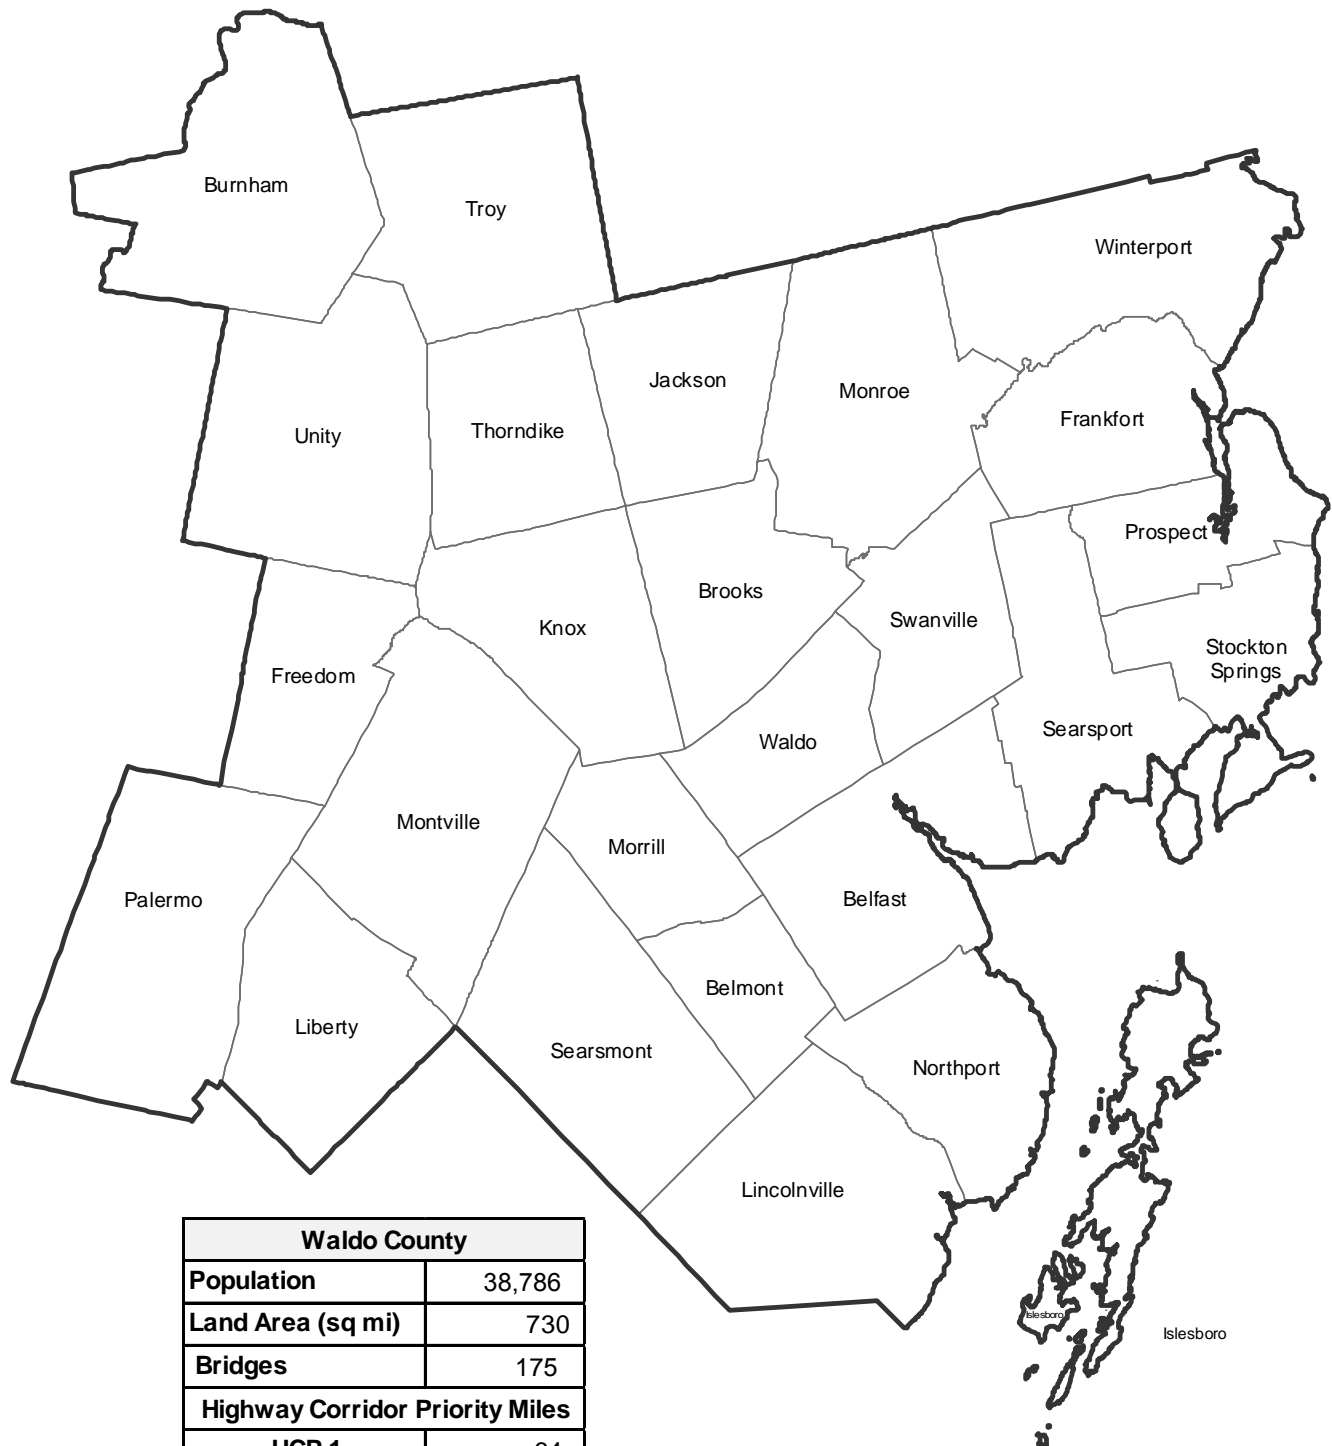 Burnham
Troy
Winterport
Jackson
Monroe
Frankfort
Unity
Thorndike
Prospect
Brooks
Swanville
Knox
Stockton
Springs
Freedom
Searsport
Waldo
Montville
Morrill
Palermo
Belfast
Belmont
Liberty
Searsmont
Northport
Lincolnville
Islesboro
Islesboro
Waldo County
Population 38,786
Land Area (sq mi) 730
Bridges 175
Highway Corridor Priority Miles